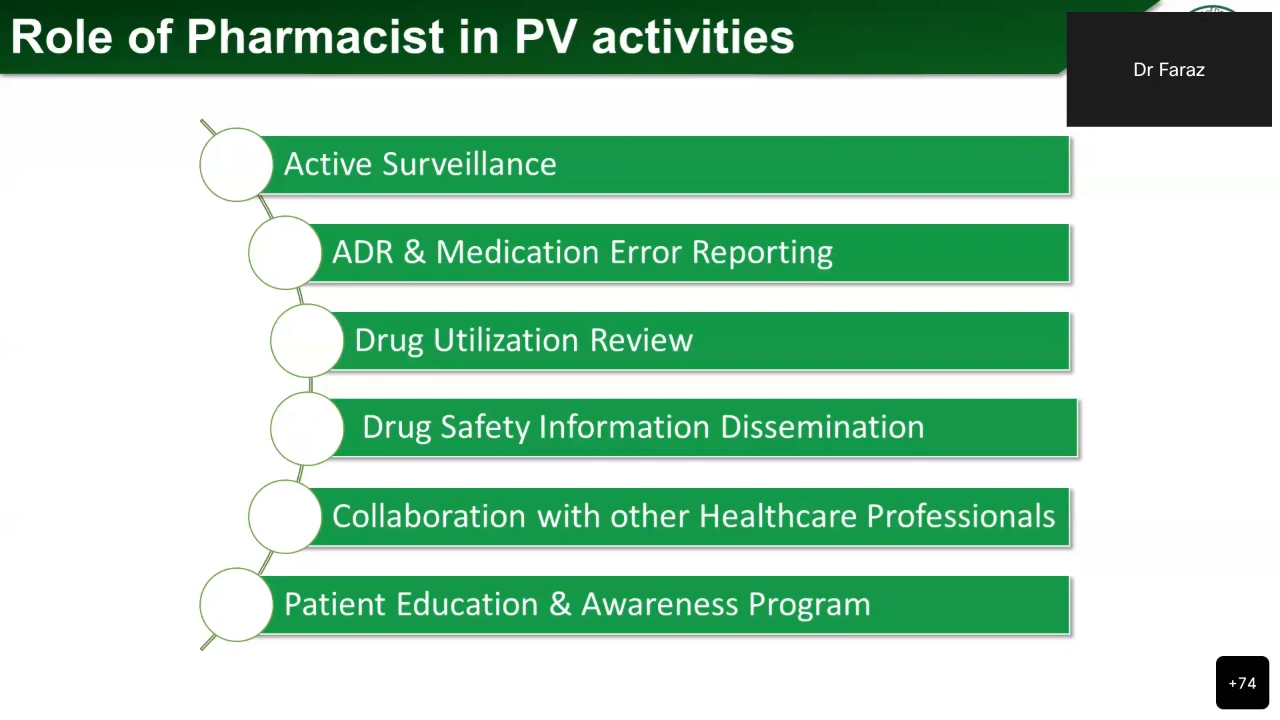 Role of Pharmacist in PV activities
Dr Faraz
Active Surveillance
ADR & Medication Error Reporting
Drug Utilization Review
Drug Safety Information Dissemination
Collaboration with other Healthcare Professionals
Patient Education & Awareness Program
+74